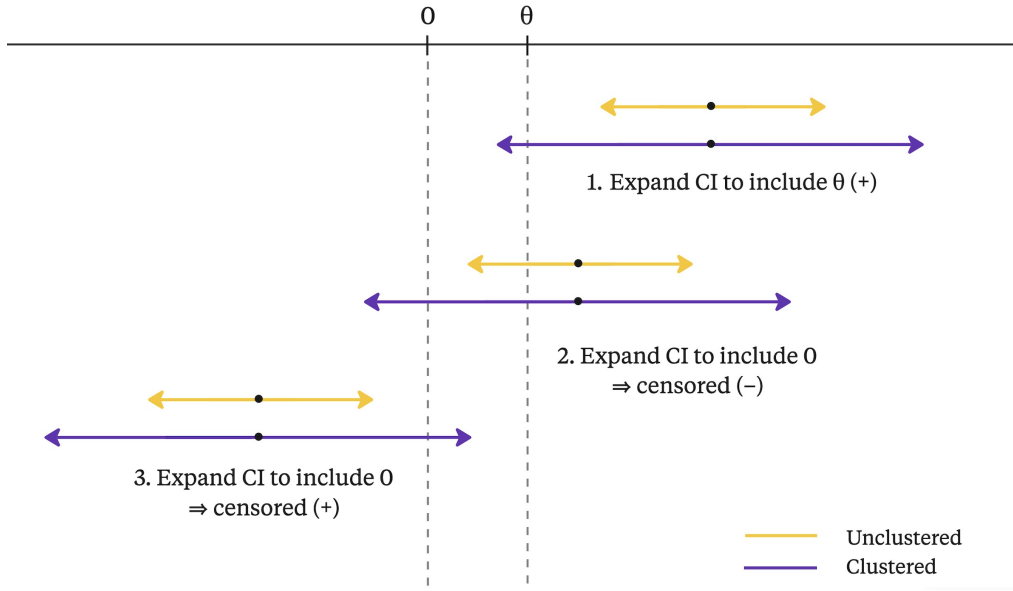 0 θ
1. Expand CI to include θ (+)
2. Expand CI to include 0
⇒ censored (–)
3. Expand CI to include 0
⇒ censored (+)
Unclustered
Clustered